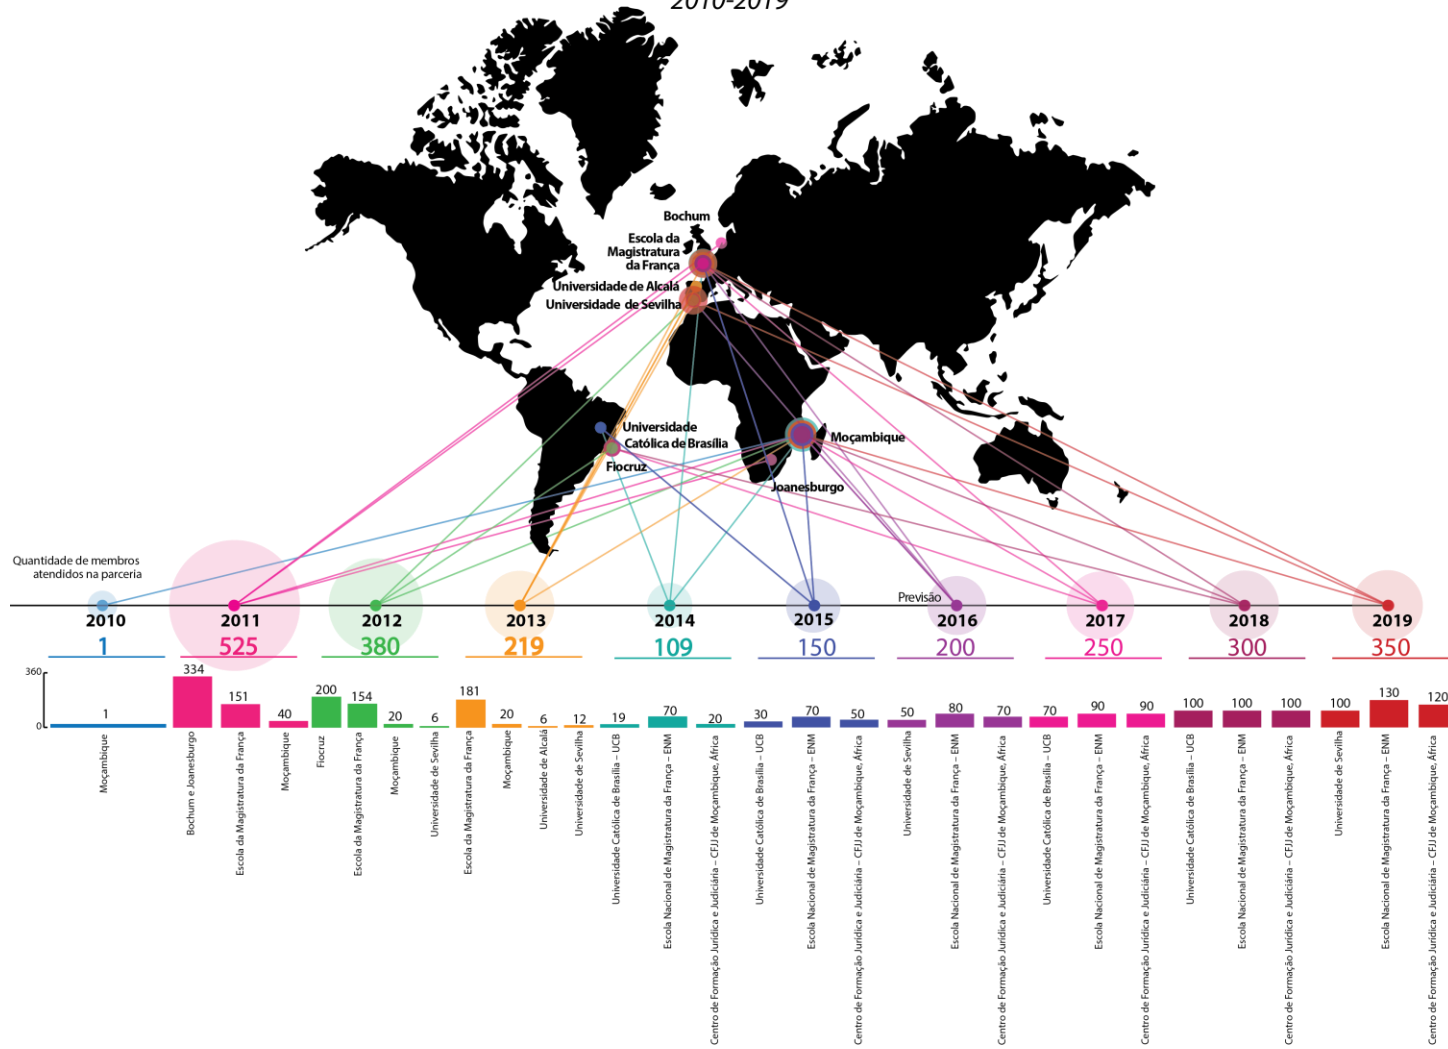 2010-2019
Bochum
Escola da
Magistratura
da França
Universidade de Alcalá
Universidade de Sevilha
Universidade
Católica de Brasília
Fiocruz
Moçambique
Joanesburgo
Quantidade de membros
atendidos na parceria
Previsão
2010
2011
2012
2013
2014
2015
2016
2017
2018
2019
1
525
380
219
109
150
200
250
300
350
360
0
1
334
151
40
200
154
20
6
181
20
6
12
19
70
20
30
70
50
50
80
70
70
90
90
100
100
100
100
130
120
Moçambique
Bochum e Joanesburgo
Escola da Magistratura da França
Moçambique
Fiocruz
Escola da Magistratura da França
Moçambique
Universidade de Sevilha
Escola da Magistratura da França
Moçambique
Universidade de Alcalá
Universidade de Sevilha
Universidade Católica de Brasília – UCB
Escola Nacional de Magistratura da França – ENM
Centro de Formação Jurídica e Judiciária – CFJJ de Moçambique, África
Universidade Católica de Brasília – UCB
Escola Nacional de Magistratura da França – ENM
Centro de Formação Jurídica e Judiciária – CFJJ de Moçambique, África
Universidade de Sevilha
Escola Nacional de Magistratura da França – ENM
Centro de Formação Jurídica e Judiciária – CFJJ de Moçambique, África
Universidade Católica de Brasília – UCB
Escola Nacional de Magistratura da França – ENM
Centro de Formação Jurídica e Judiciária – CFJJ de Moçambique, África
Universidade Católica de Brasília – UCB
Escola Nacional de Magistratura da França – ENM
Centro de Formação Jurídica e Judiciária – CFJJ de Moçambique, África
Universidade de Sevilha
Escola Nacional de Magistratura da França – ENM
Centro de Formação Jurídica e Judiciária – CFJJ de Moçambique, África